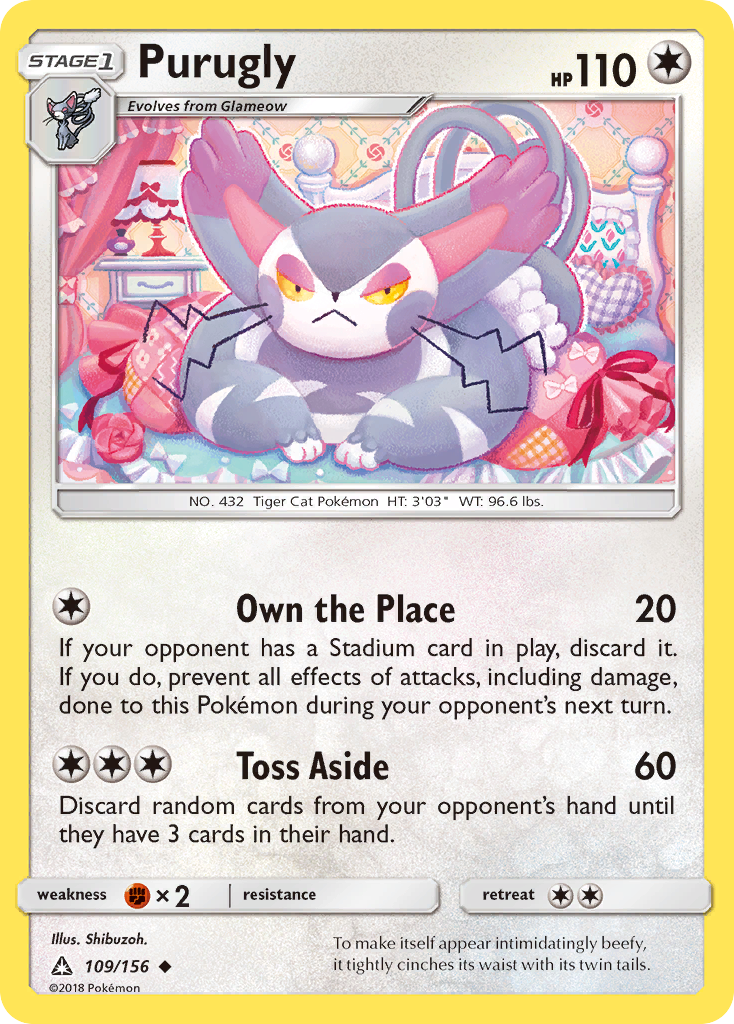 STAGE1
Purugly
HP110
Evolves from Glameow
NO. 432 Tiger Cat Pokémon HT: 3'03" WT: 96.6 lbs.
Own the Place 20
If your opponent has a Stadium card in play, discard it.
If you do, prevent all effects of attacks, including damage,
done to this Pokémon during your opponent's next turn.
Toss Aside 60
Discard random cards from your opponent's hand until
they have 3 cards in their hand.
weakness ×2 resistance retreat
Illus. Shibuzoh.
109/156
©2018 Pokémon
To make itself appear intimidatingly beefy,
it tightly cinches its waist with its twin tails.